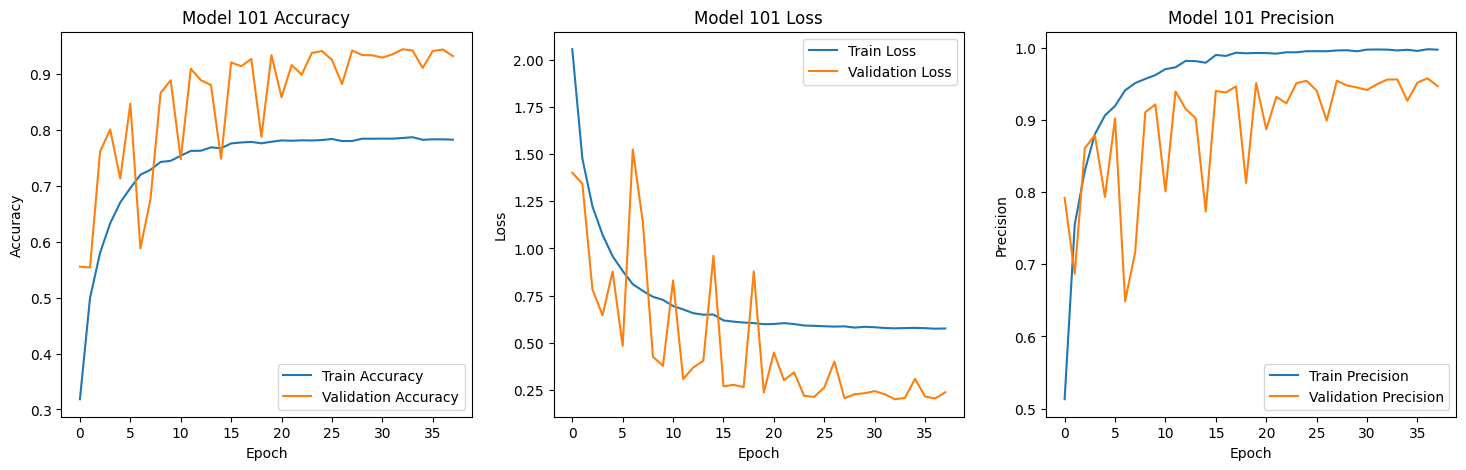 Model 101 Accuracy
Accuracy
0.9
0.8
0.7
0.6
0.5
0.4
0.3
Train Accuracy
Validation Accuracy
0 5 10 15 20 25 30 35
Epoch
Model 101 Loss
Loss
2.00
1.75
1.50
1.25
1.00
0.75
0.50
0.25
Train Loss
Validation Loss
0 5 10 15 20 25 30 35
Epoch
Model 101 Precision
Precision
1.0
0.9
0.8
0.7
0.6
0.5
Train Precision
Validation Precision
0 5 10 15 20 25 30 35
Epoch